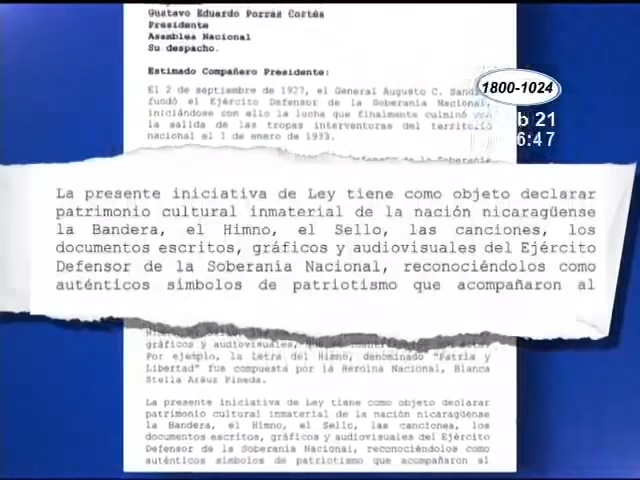 Gustavo Eduardo Porras Cortés
Presidente
Asamblea Nacional
Su despacho.
Estimado Compañero Presidente:
El 2 de septiembre de 1927, el General Augusto C.
fundó el Ejército Defensor de la Soberanía Nacional,
iniciándose con ello la lucha que finalmente culminó
la salida de las tropas interventoras del
nacional el 1 de enero de 1933.
1800-1024
b 21
6:47
de la Soberanía
La presente iniciativa de Ley tiene como objeto declarar
patrimonio cultural inmaterial de la nación nicaragüense
la Bandera, el Himno, el Sello, las canciones, los
documentos escritos, gráficos y audiovisuales del Ejército
Defensor de la Soberanía Nacional, reconociéndolos como
auténticos símbolos de patriotismo que acompañaron al
gráficos y audiovisuales, que
Por ejemplo, la Letra del Himno, denominado "Patria y
Libertad" fue compuesta por la Heroína Nacional, Blanca
Stella Aráuz Pineda.
La presente iniciativa de Ley tiene como objeto declarar
patrimonio cultural inmaterial de la nación nicaragüense
la Bandera, el Himno, el Sello, las canciones, los
documentos escritos, gráficos y audiovisuales del Ejército
Defensor de la Soberanía Nacional, reconociéndolos como
auténticos símbolos de patriotismo que acompañaron al